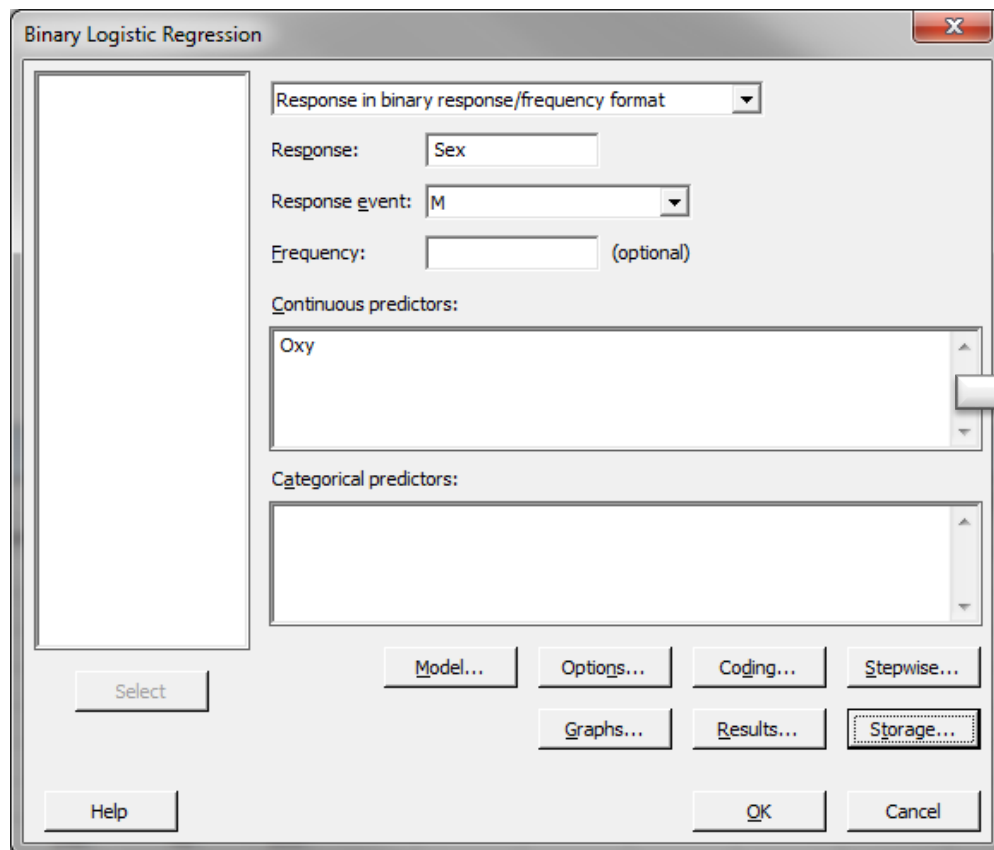 Binary Logistic Regression
Response in binary response/frequency format
Response: Sex
Response event: M
Frequency: (optional)
Continuous predictors:
Oxy
Categorical predictors:
Model... Options... Coding... Stepwise...
Select
Graphs... Results... Storage...
Help OK Cancel